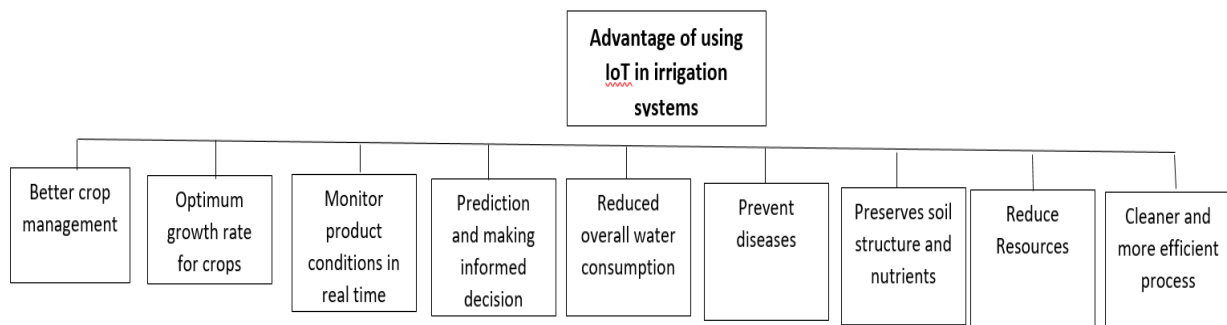 Advantage of using
IoT in irrigation
systems
Better crop
management
Optimum
growth rate
for crops
Monitor
product
conditions in
real time
Prediction
and making
informed
decision
Reduced
overall water
consumption
Prevent
diseases
Preserves soil
structure and
nutrients
Reduce
Resources
Cleaner and
more efficient
process